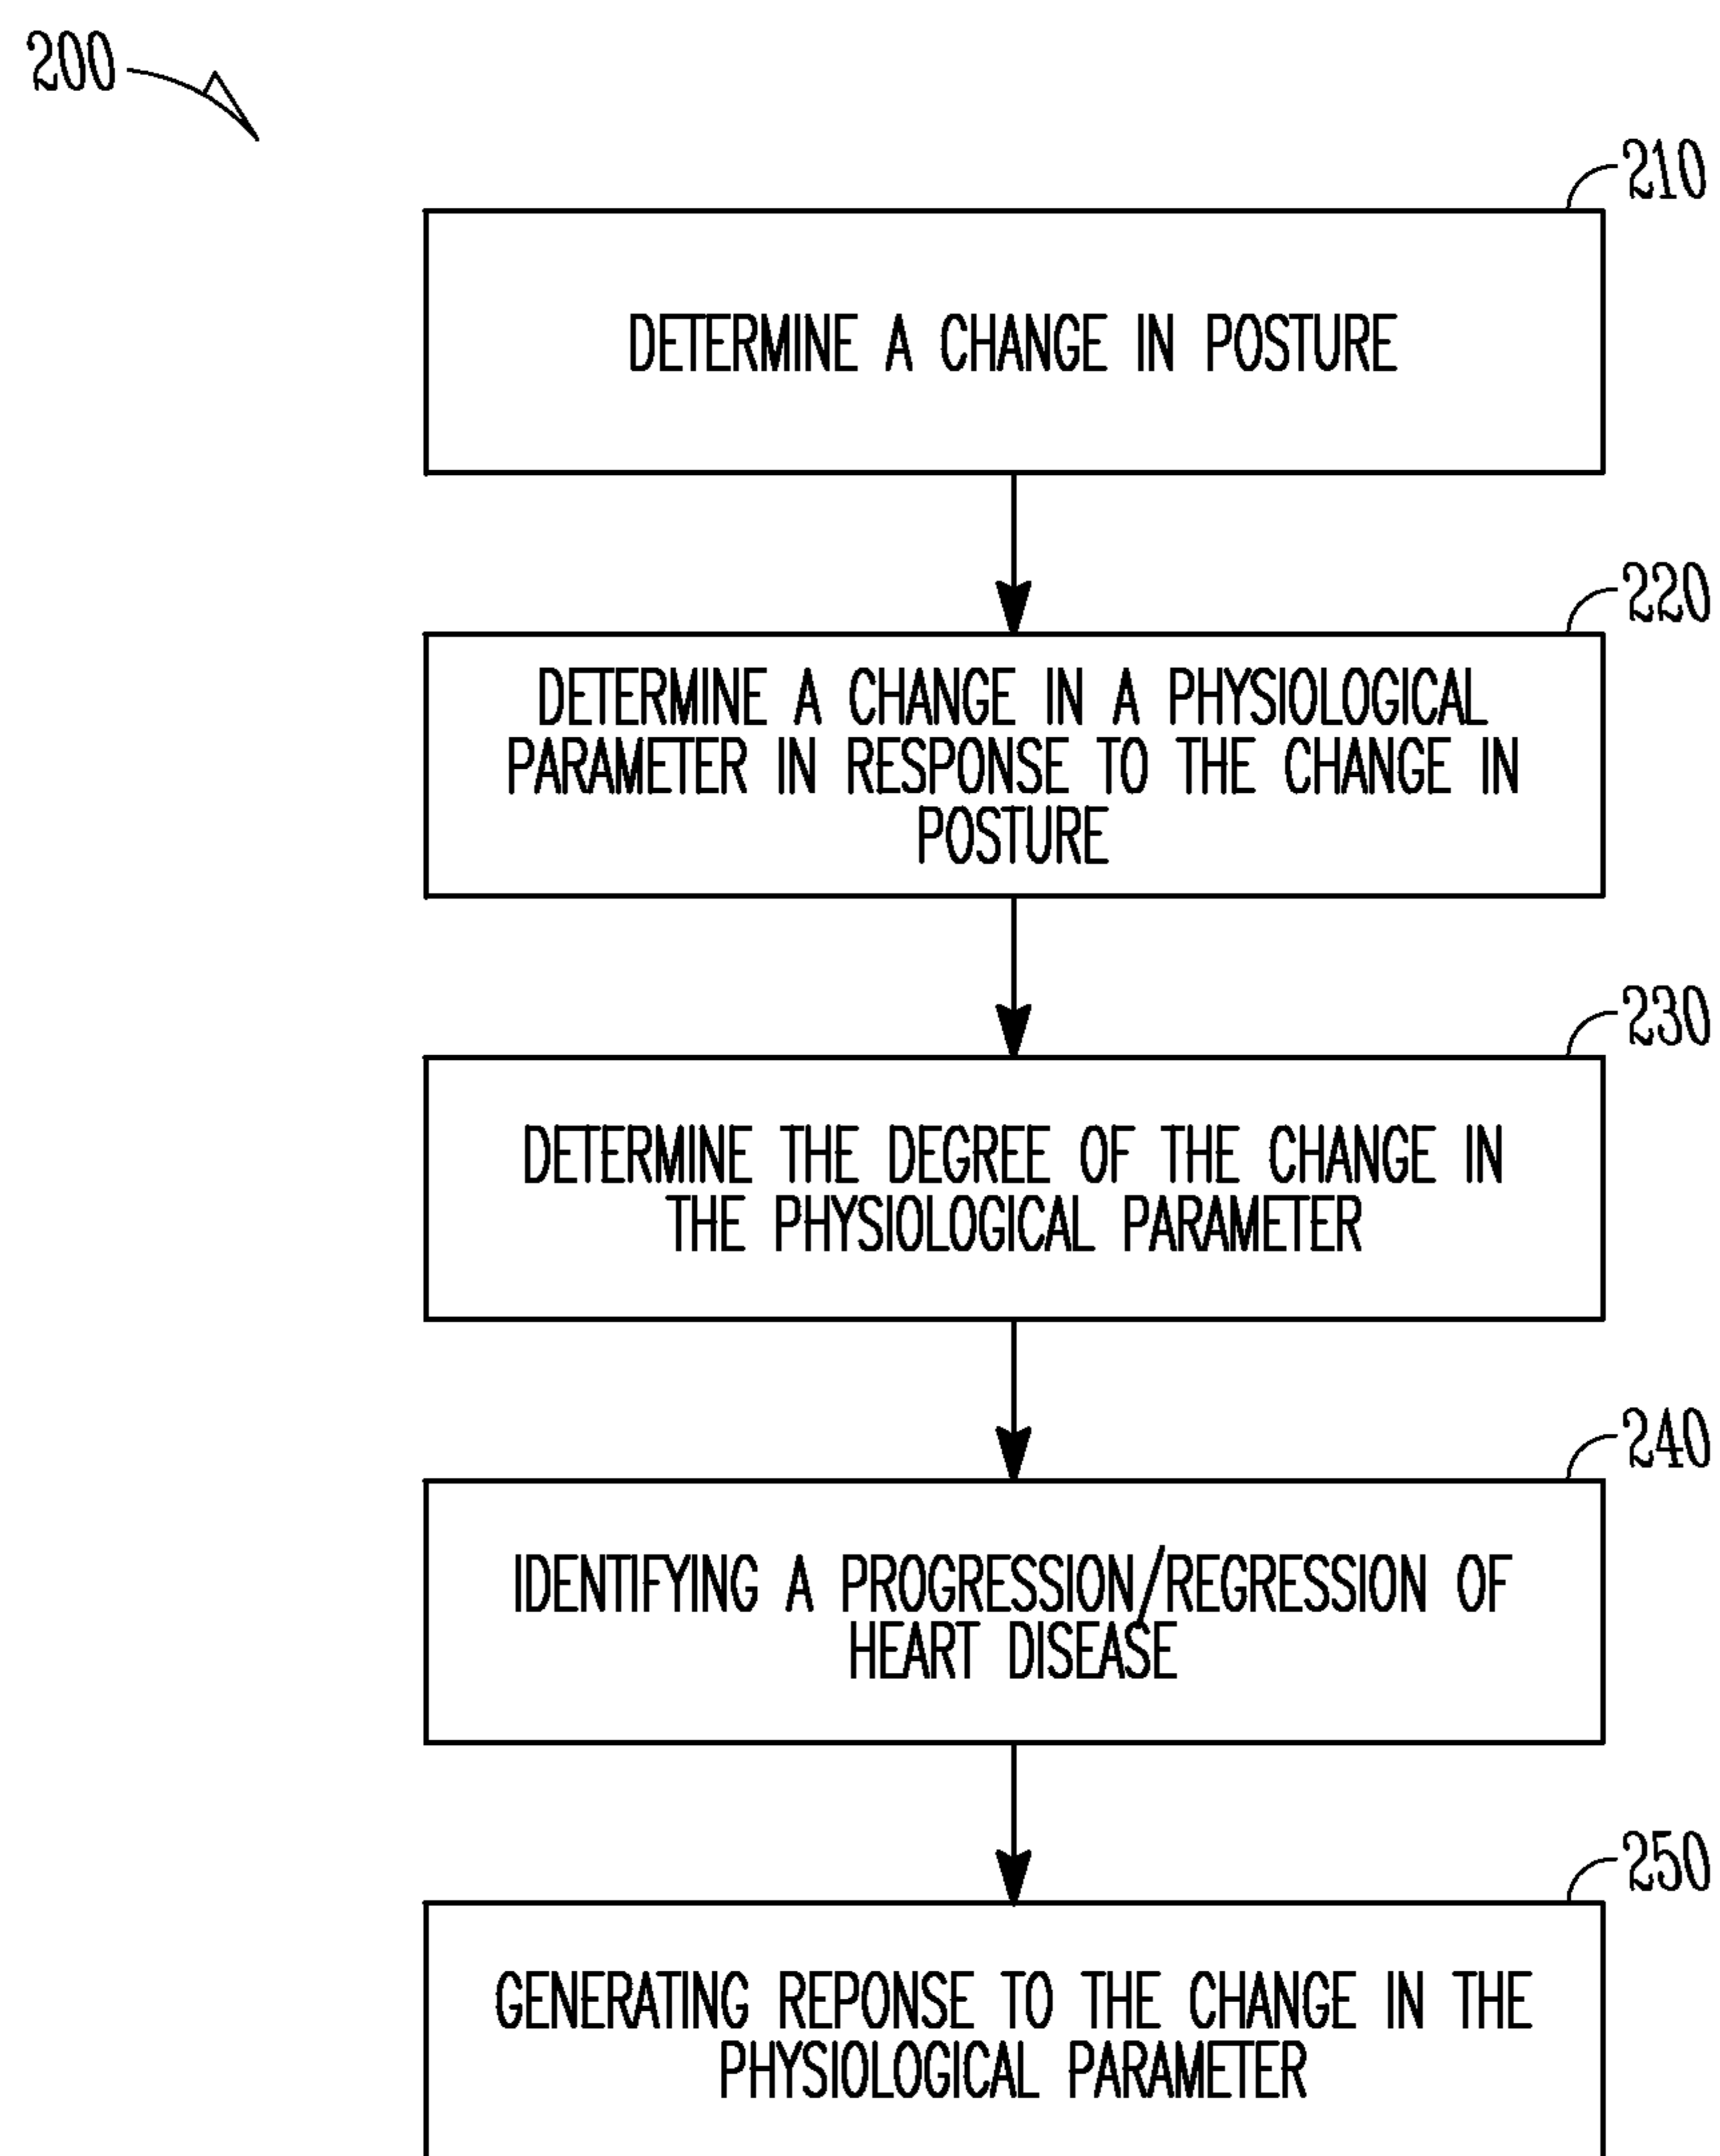 200
210
DETERMINE A CHANGE IN POSTURE
220
DETERMINE A CHANGE IN A PHYSIOLOGICAL
PARAMETER IN RESPONSE TO THE CHANGE IN
POSTURE
230
DETERMINE THE DEGREE OF THE CHANGE IN
THE PHYSIOLOGICAL PARAMETER
240
IDENTIFYING A PROGRESSION/REGRESSION OF
HEART DISEASE
250
GENERATING REPONSE TO THE CHANGE IN THE
PHYSIOLOGICAL PARAMETER